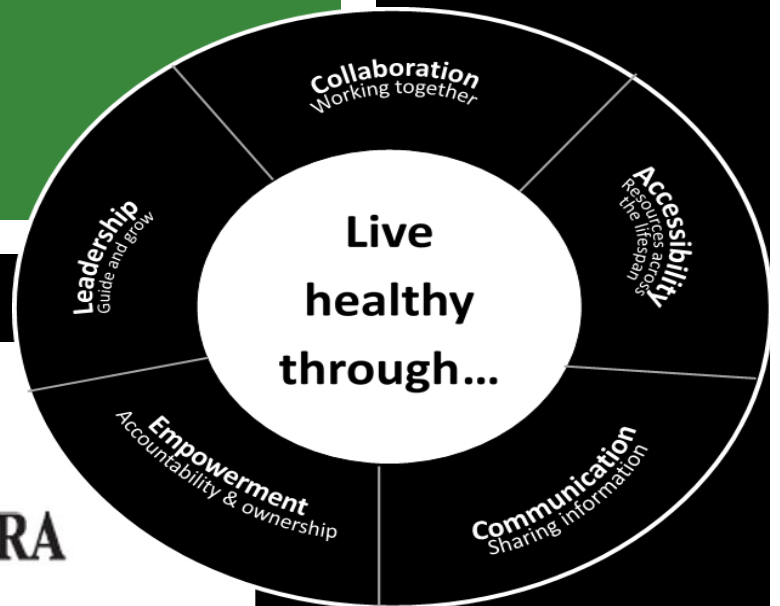 Collaboration
Working together
Accessibility
Resources across
the lifespan
Communication
Sharing information
Empowerment
Accountability & ownership
Leadership
Guide and grow
Live
healthy
through...
RA